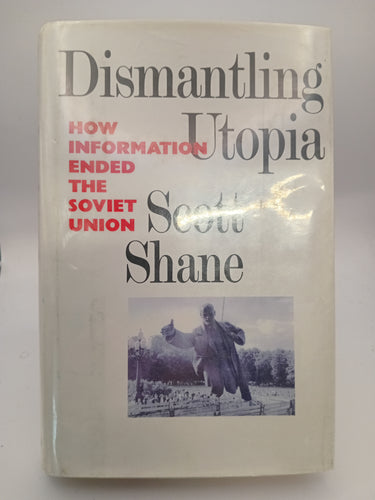 Dismantling
Utopia
HOW
INFORMATION
ENDED
THE
SOVIET
UNION
Scott
Shane